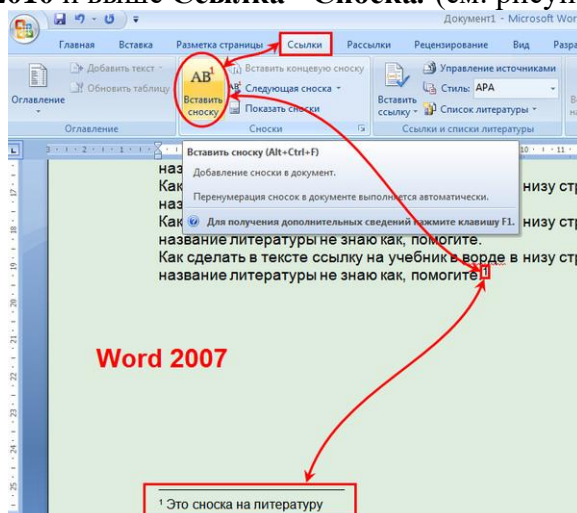 2010 и выше Ссылка – Сноска. (см. рисун
Документ1 - Microsoft Wor
Главная Вставка Разметка страницы Ссылки Рассылки Рецензирование Вид Разра
Оглавление
Добавить текст
Обновить таблицу
Оглавление
AB¹
Вставить сноску
Вставить концевую сноску
Следующая сноска
Показать сноски
Сноски
Вставить ссылку
Управление источниками
Стиль: APA
Список литературы
Ссылки и списки литературы
Вставить сноску (Alt+Ctrl+F)
Добавление сноски в документ.
Перенумерация сносок в документе выполняется автоматически.
Для получения дополнительных сведений нажмите клавишу F1.
наз
Как низу стр
наз
Как низу стр
название литературы не знаю как, помогите.
Как сделать в тексте ссылку на учебник в ворде в низу стр
название литературы не знаю как, помогите.¹
Word 2007
¹ Это сноска на литературу